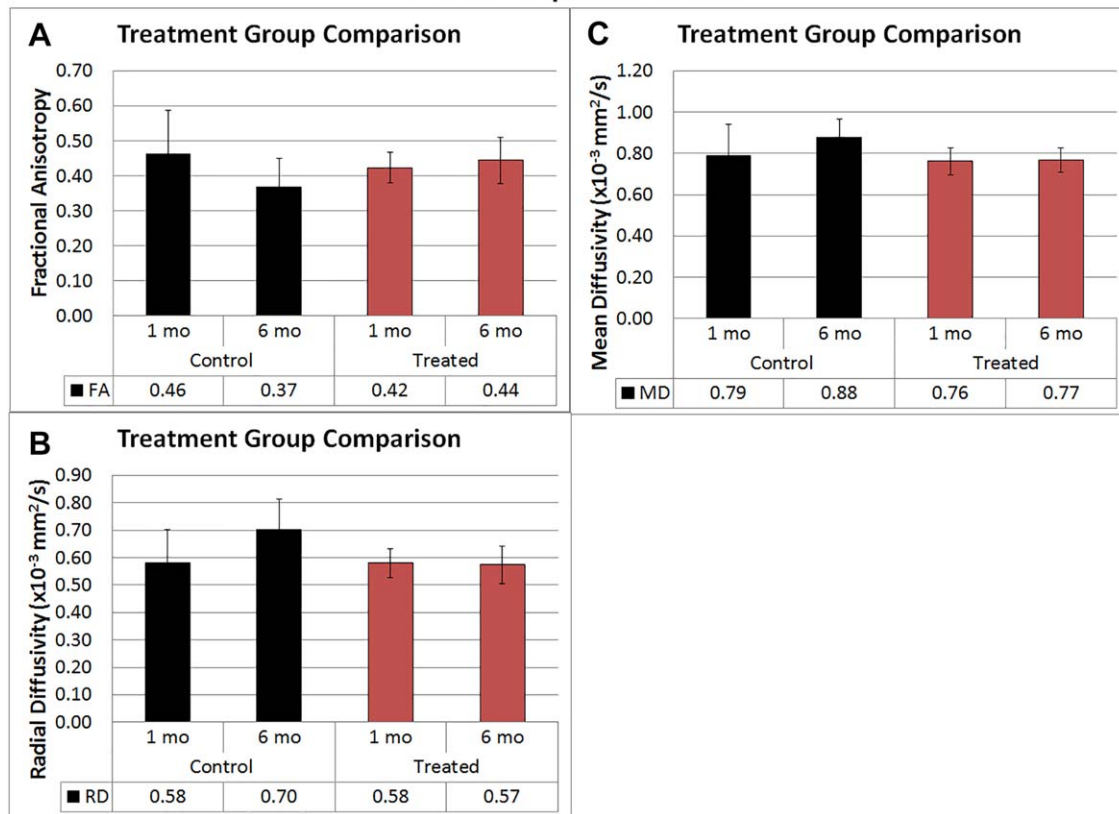 A Treatment Group Comparison
Fractional Anisotropy
0.70
0.60
0.50
0.40
0.30
0.20
0.10
0.00
1 mo 6 mo 1 mo 6 mo
Control Treated
FA 0.46 0.37 0.42 0.44
C Treatment Group Comparison
Mean Diffusivity (x10⁻³ mm²/s)
1.20
1.00
0.80
0.60
0.40
0.20
0.00
1 mo 6 mo 1 mo 6 mo
Control Treated
MD 0.79 0.88 0.76 0.77
B Treatment Group Comparison
Radial Diffusivity (x10⁻³ mm²/s)
0.90
0.80
0.70
0.60
0.50
0.40
0.30
0.20
0.10
0.00
1 mo 6 mo 1 mo 6 mo
Control Treated
RD 0.58 0.70 0.58 0.57